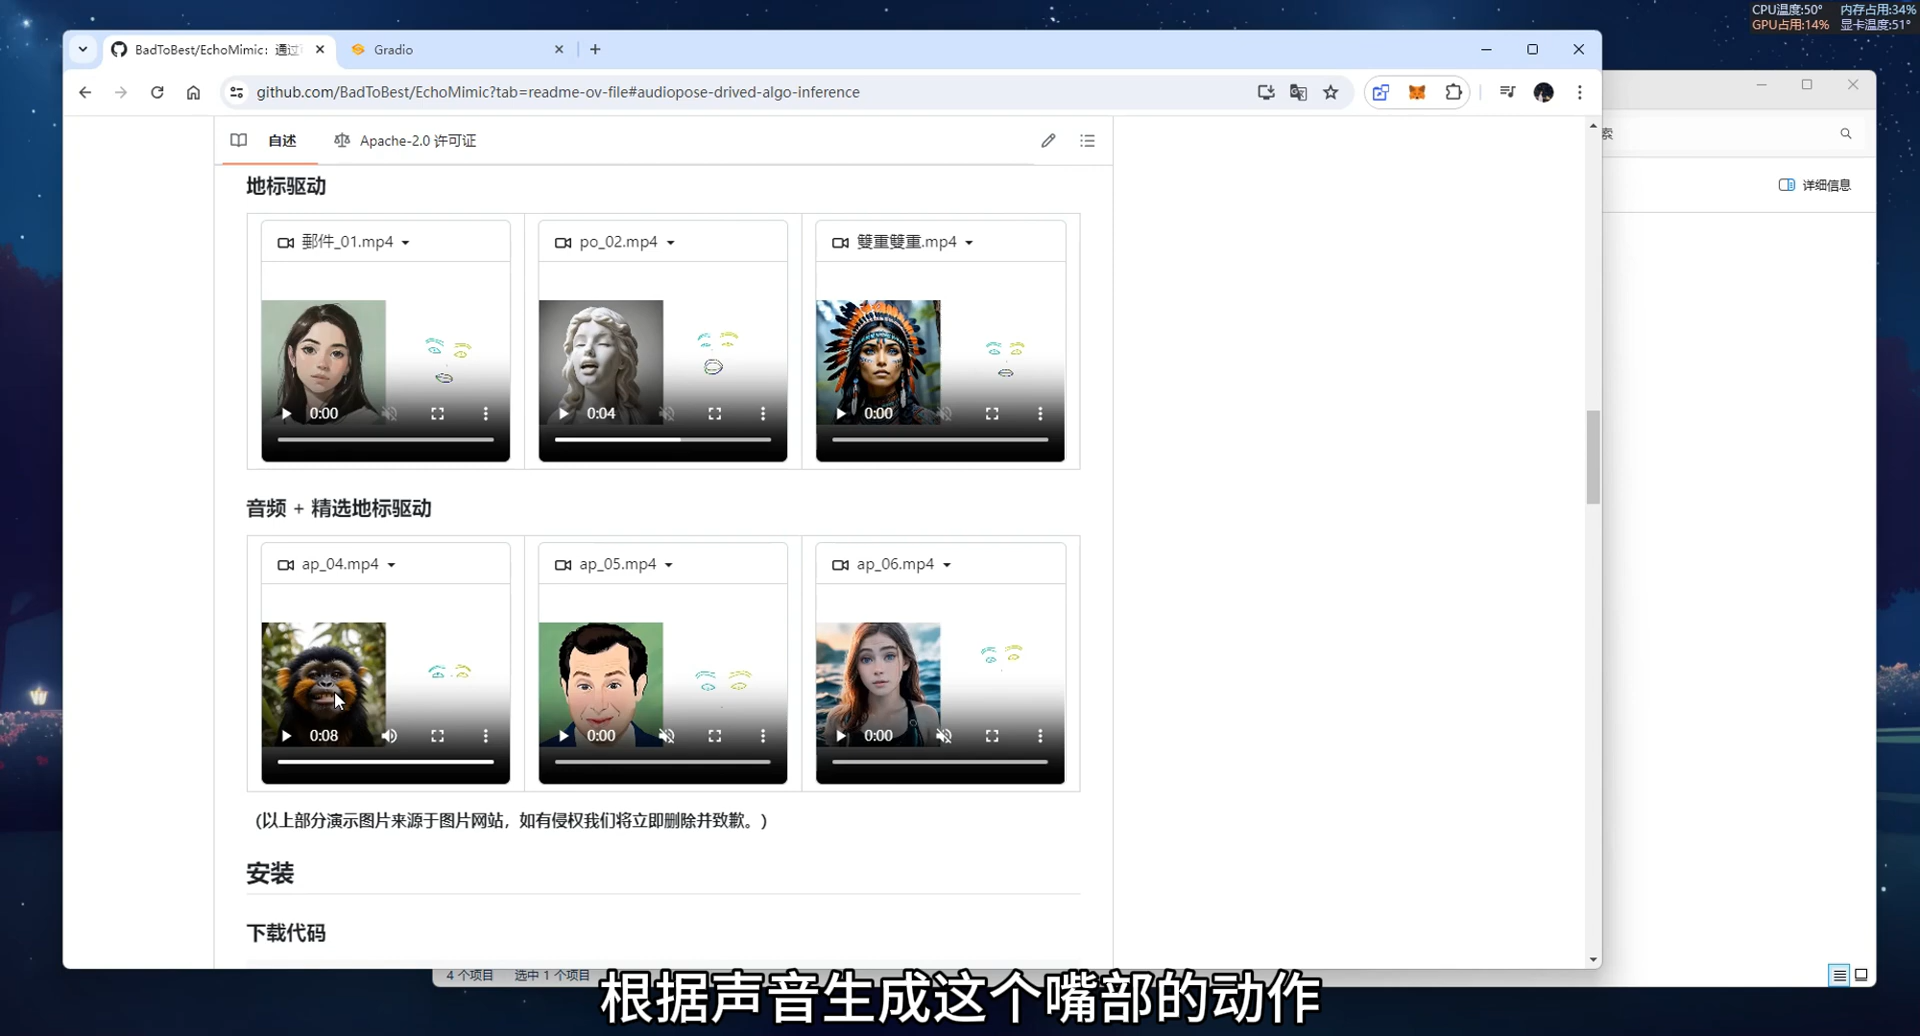 CPU温度:50° 内存占用:34%
GPU占用:14% 显卡温度:51°
BadToBest/EchoMimic: 通过
Gradio
github.com/BadToBest/EchoMimic?tab=readme-ov-file#audiopose-drived-algo-inference
自述
Apache-2.0 许可证
索
详细信息
地标驱动
郵件_01.mp4
po_02.mp4
雙重雙重.mp4
0:00
0:04
0:00
音频 + 精选地标驱动
ap_04.mp4
ap_05.mp4
ap_06.mp4
0:08
0:00
0:00
（以上部分演示图片来源于图片网站，如有侵权我们将立即删除并致歉。）
安装
下载代码
4 个项目 选中 1 个项目
根据声音生成这个嘴部的动作